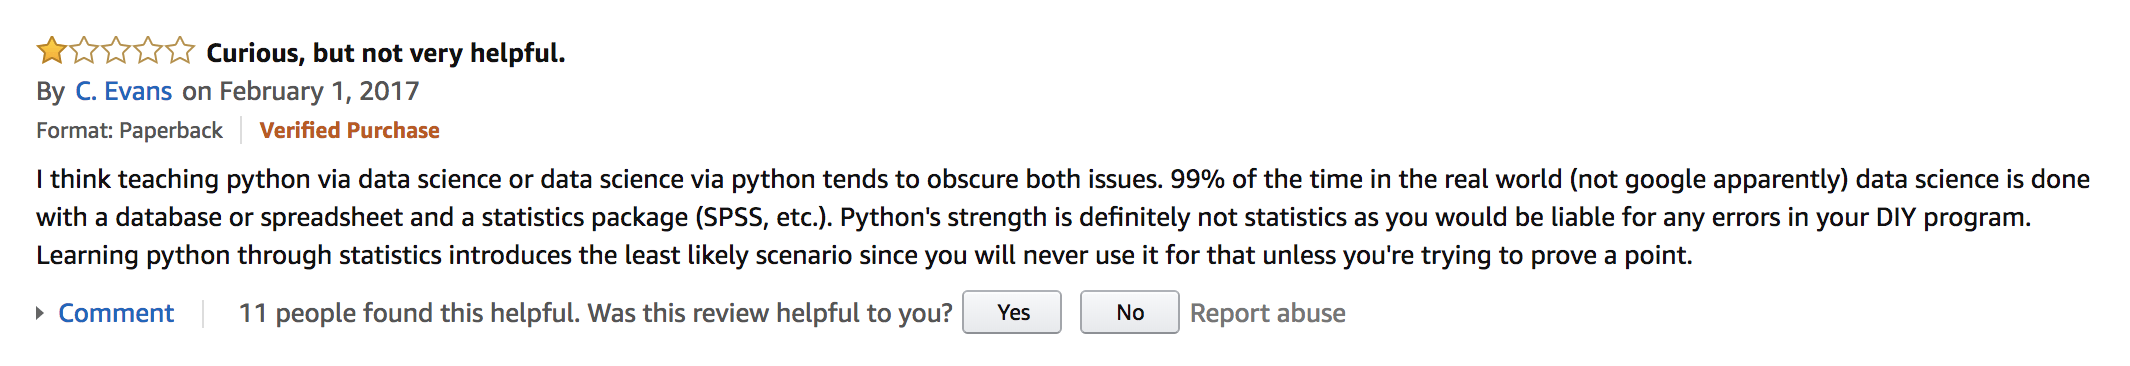 Curious, but not very helpful.
By C. Evans on February 1, 2017
Format: Paperback Verified Purchase
I think teaching python via data science or data science via python tends to obscure both issues. 99% of the time in the real world (not google apparently) data science is done
with a database or spreadsheet and a statistics package (SPSS, etc.). Python's strength is definitely not statistics as you would be liable for any errors in your DIY program.
Learning python through statistics introduces the least likely scenario since you will never use it for that unless you're trying to prove a point.
Comment 11 people found this helpful. Was this review helpful to you? Yes No Report abuse